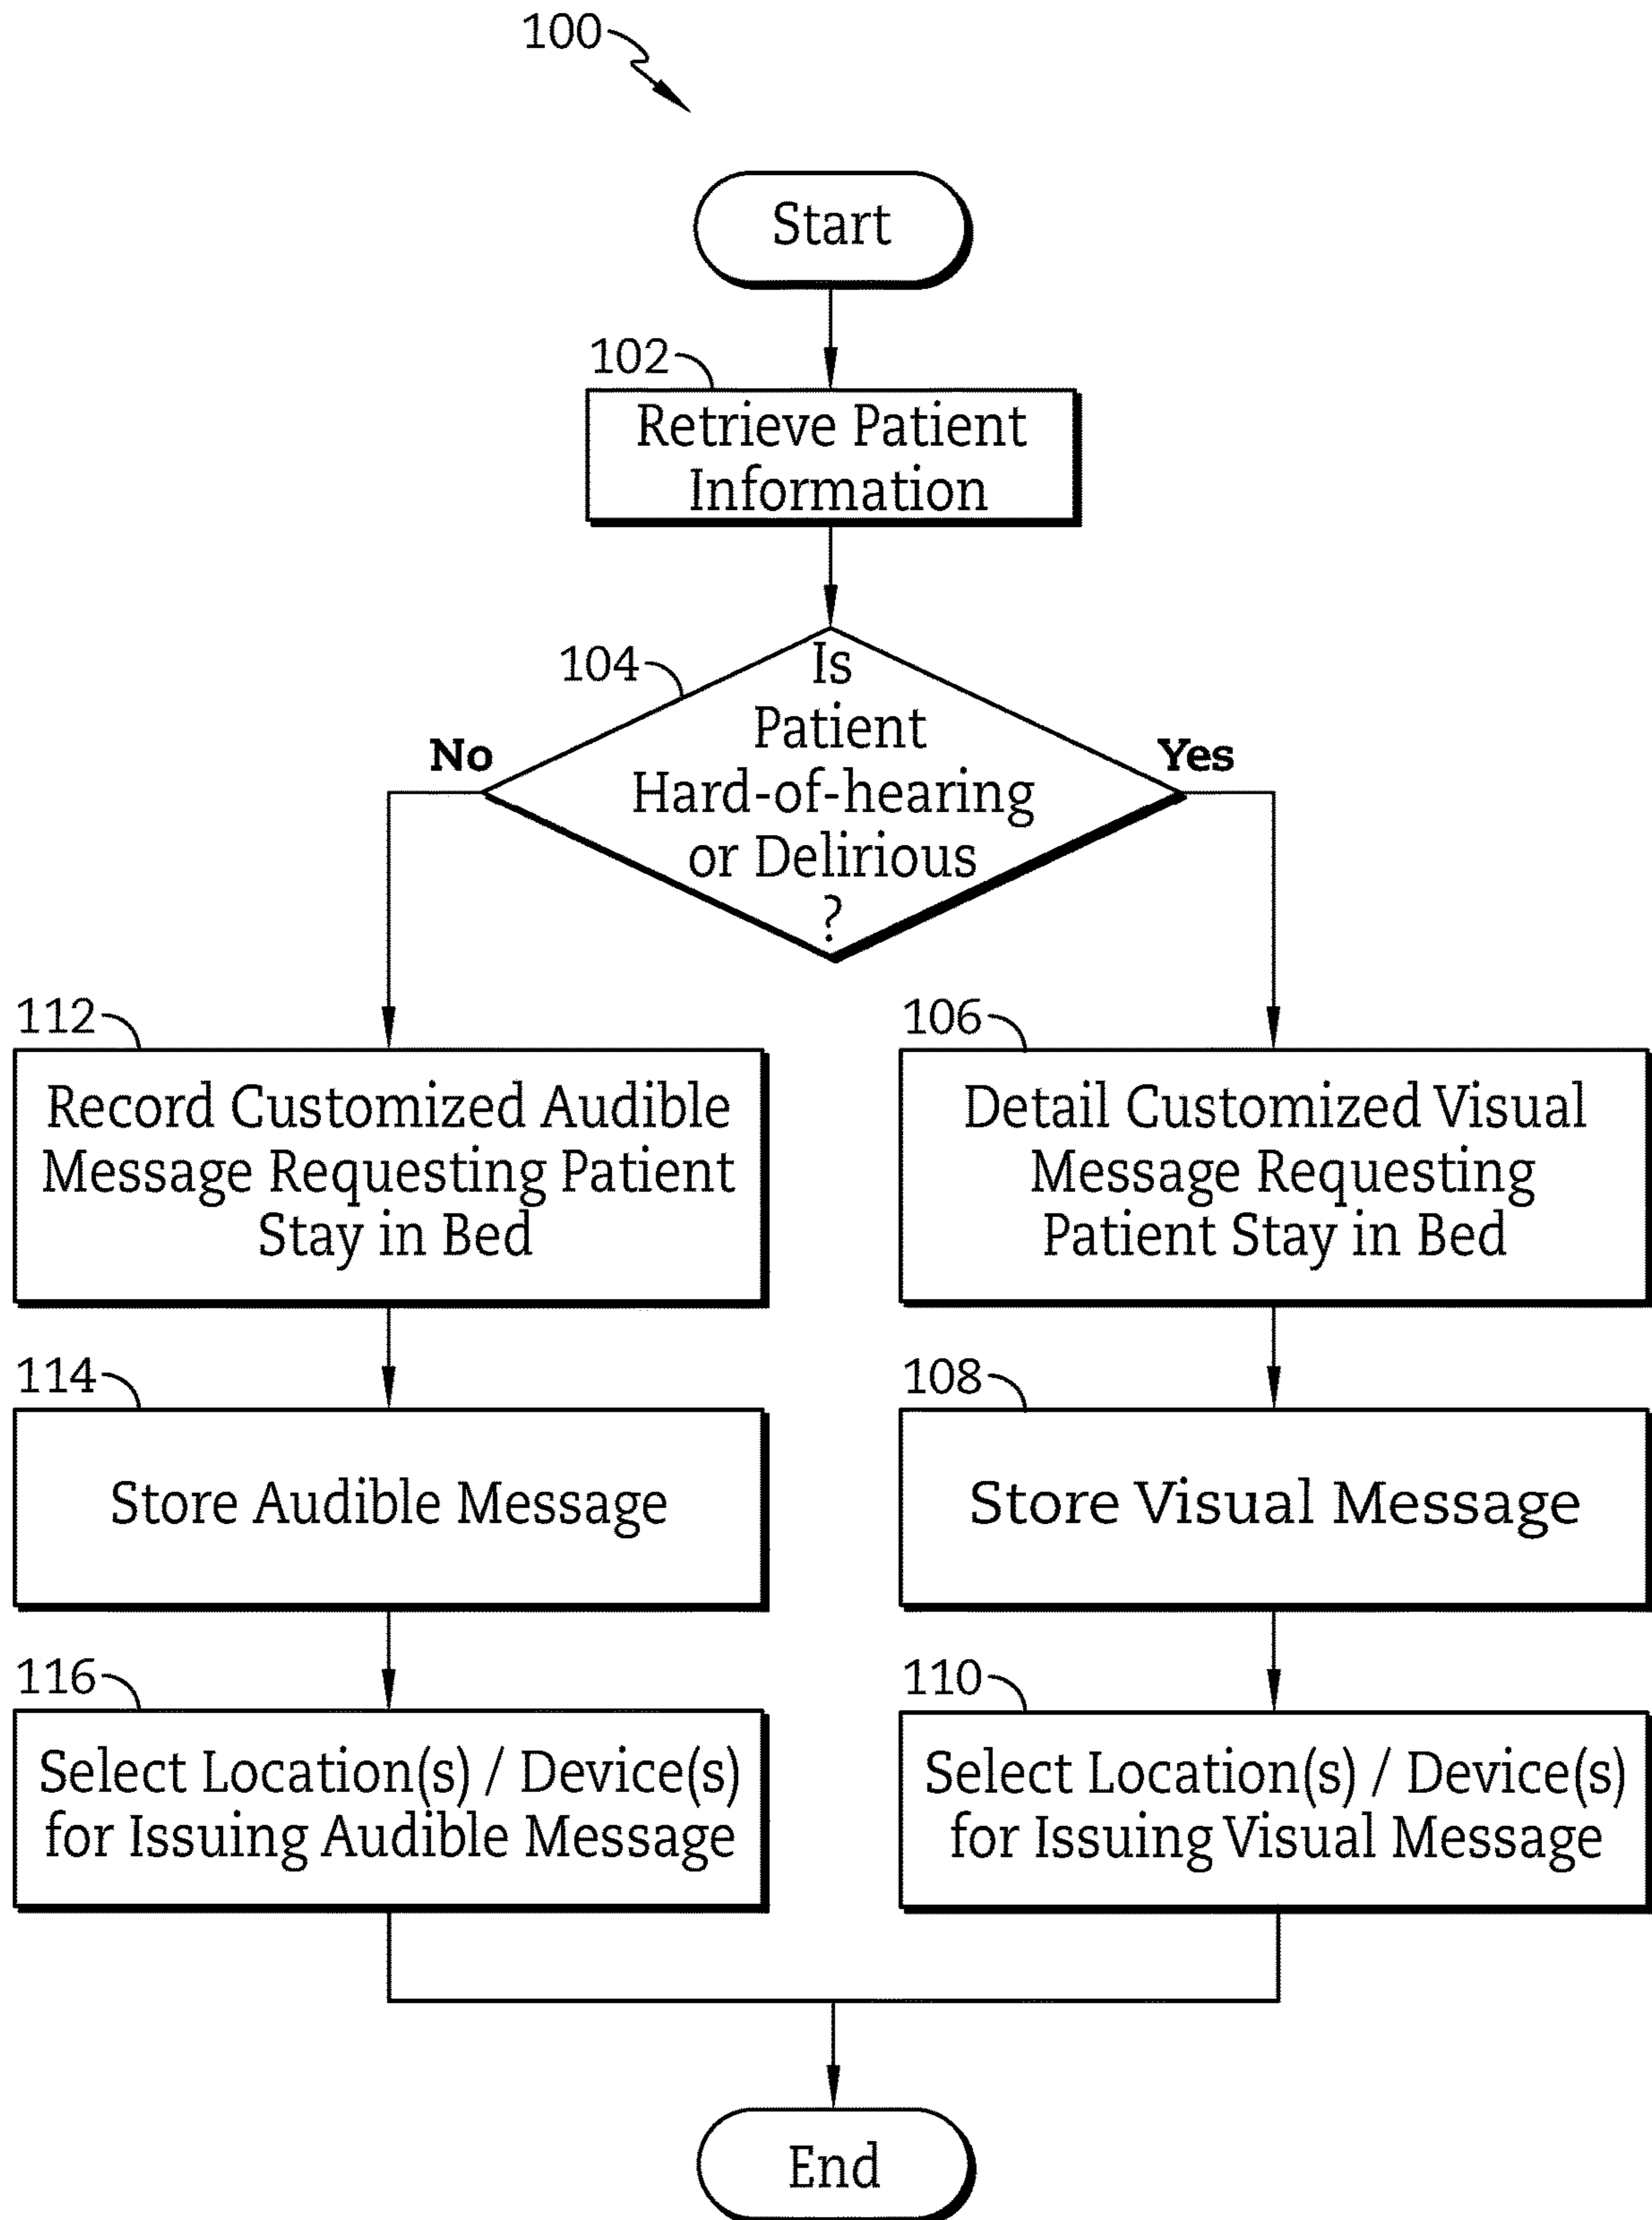 100
Start
102
Retrieve Patient
Information
104
Is
Patient
Hard-of-hearing
or Delirious
?
No
Yes
112
Record Customized Audible
Message Requesting Patient
Stay in Bed
106
Detail Customized Visual
Message Requesting
Patient Stay in Bed
114
Store Audible Message
108
Store Visual Message
116
Select Location(s) / Device(s)
for Issuing Audible Message
110
Select Location(s) / Device(s)
for Issuing Visual Message
End